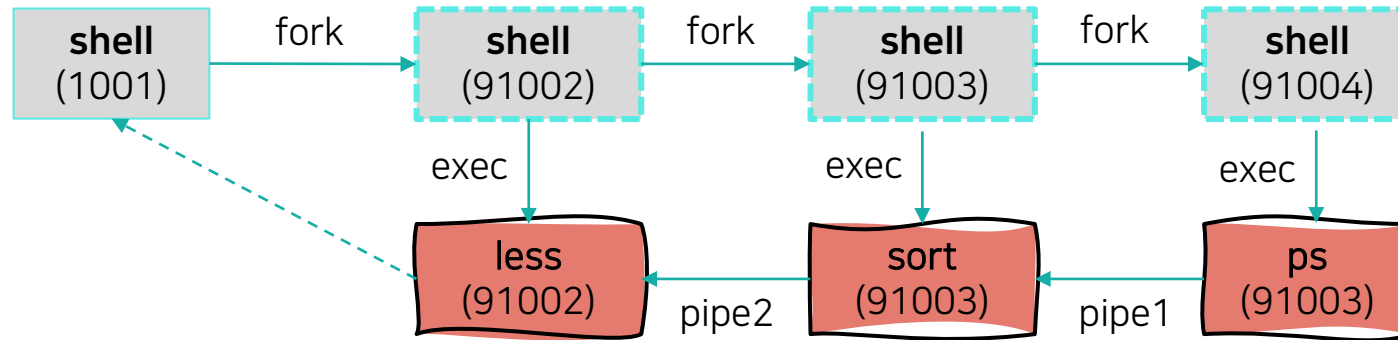 shell
(1001)
fork
shell
(91002)
fork
shell
(91003)
fork
shell
(91004)
exec
exec
exec
less
(91002)
pipe2
sort
(91003)
pipe1
ps
(91003)